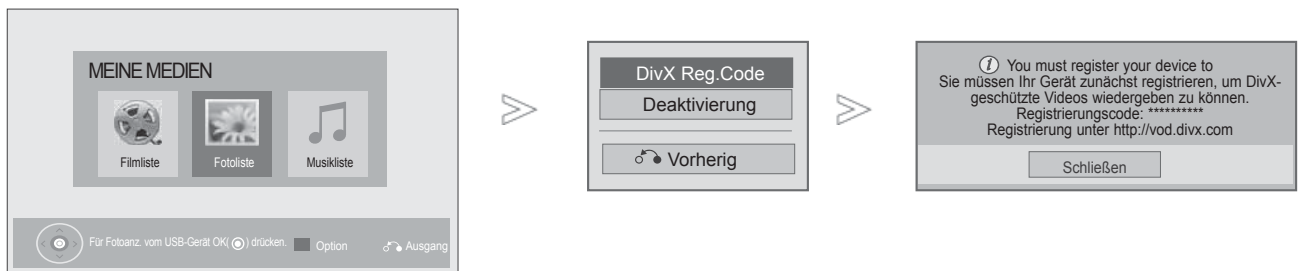 MEINE MEDIEN
Filmliste
Fotoliste
Musikliste
Für Fotoanz. vom USB-Gerät OK(◉) drücken.
Option
Ausgang
DivX Reg.Code
Deaktivierung
Vorherig
You must register your device to
Sie müssen Ihr Gerät zunächst registrieren, um DivX-
geschützte Videos wiedergeben zu können.
Registrierungscode: **********
Registrierung unter http://vod.divx.com
Schließen